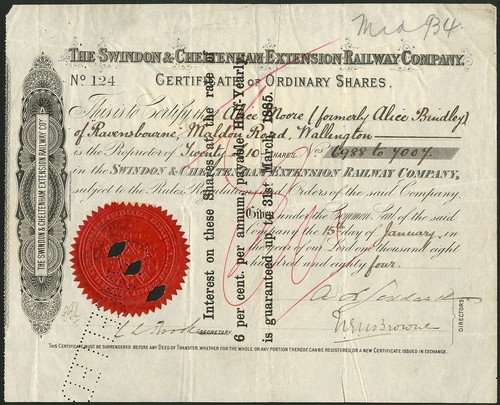 Mid 94
THE SWINDON & CHELTENHAM EXTENSION RAILWAY COMPANY.
No 124 CERTIFICATE OF ORDINARY SHARES.
This is to Certify that Alice Moore (formerly Alice Brindley)
of Ravensbourne, Maldon Road, Wallington
is the Proprietor of Twenty £10 SHARES, Nos 6988 to 7007.
in the SWINDON & CHELTENHAM EXTENSION RAILWAY COMPANY,
subject to the Rules Regulations and Orders of the said Company.
Given under the Common Seal of the said
Company the 15th day of January, in
the year of our Lord one thousand eight
hundred and eighty four.
SECRETARY.
DIRECTORS
THIS CERTIFICATE MUST BE SURRENDERED BEFORE ANY DEED OF TRANSFER, WHETHER FOR THE WHOLE OR ANY PORTION THEREOF, CAN BE REGISTERED, OR A NEW CERTIFICATE ISSUED IN EXCHANGE.
THE SWINDON & CHELTENHAM EXTENSION RAILWAY COY
Interest on these Shares at the rate of
6 per cent. per annum, payable Half-Yearly
is guaranteed up to 31st March, 1885.